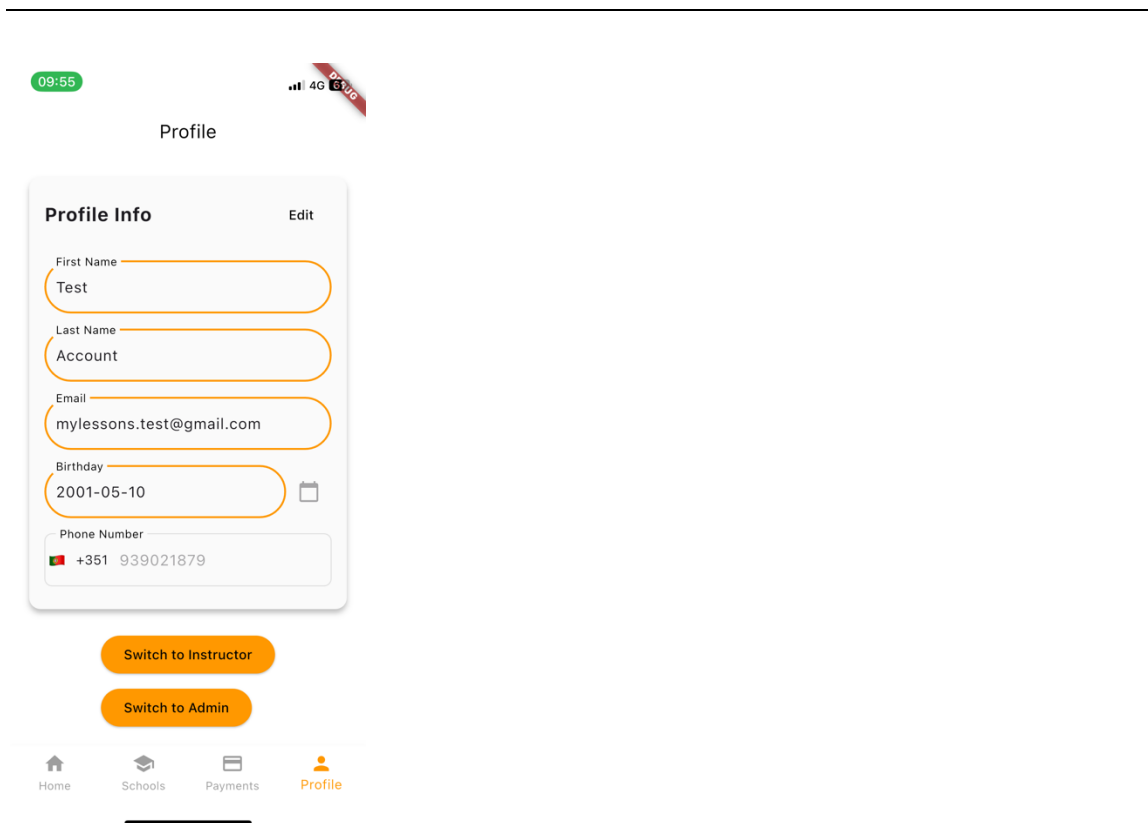 09:55
4G
DEBUG
Profile
Profile Info
Edit
First Name
Test
Last Name
Account
Email
mylessons.test@gmail.com
Birthday
2001-05-10
Phone Number
+351 939021879
Switch to Instructor
Switch to Admin
Home
Schools
Payments
Profile